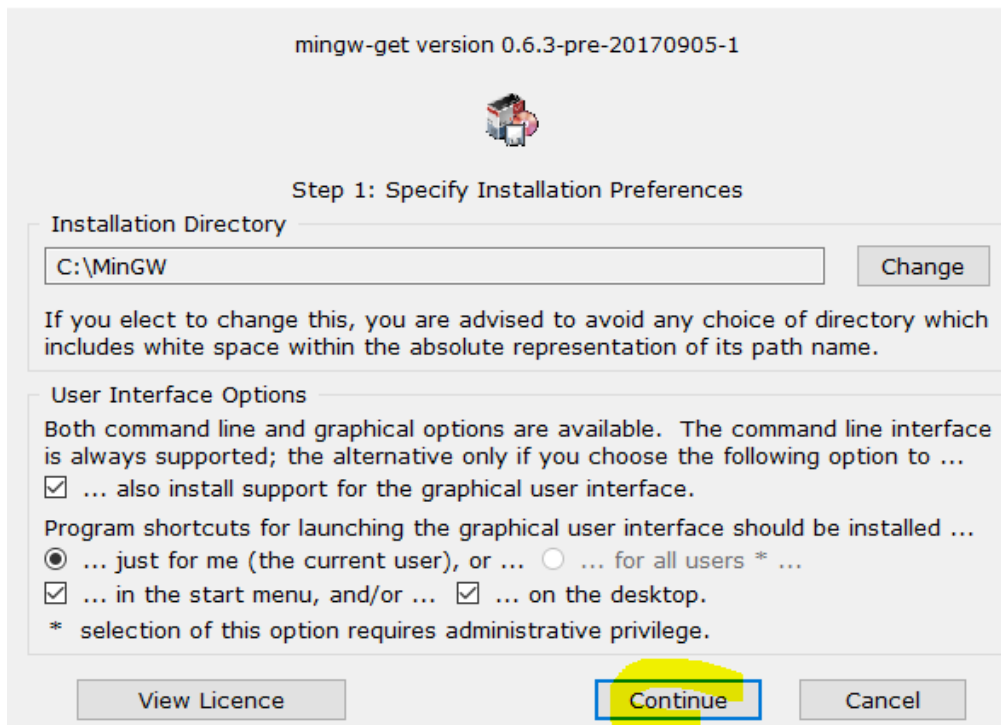 mingw-get version 0.6.3-pre-20170905-1
Step 1: Specify Installation Preferences
Installation Directory
C:\MinGW
Change
If you elect to change this, you are advised to avoid any choice of directory which
includes white space within the absolute representation of its path name.
User Interface Options
Both command line and graphical options are available. The command line interface
is always supported; the alternative only if you choose the following option to ...
... also install support for the graphical user interface.
Program shortcuts for launching the graphical user interface should be installed ...
... just for me (the current user), or ... ... for all users * ...
... in the start menu, and/or ... ... on the desktop.
* selection of this option requires administrative privilege.
View Licence Continue Cancel